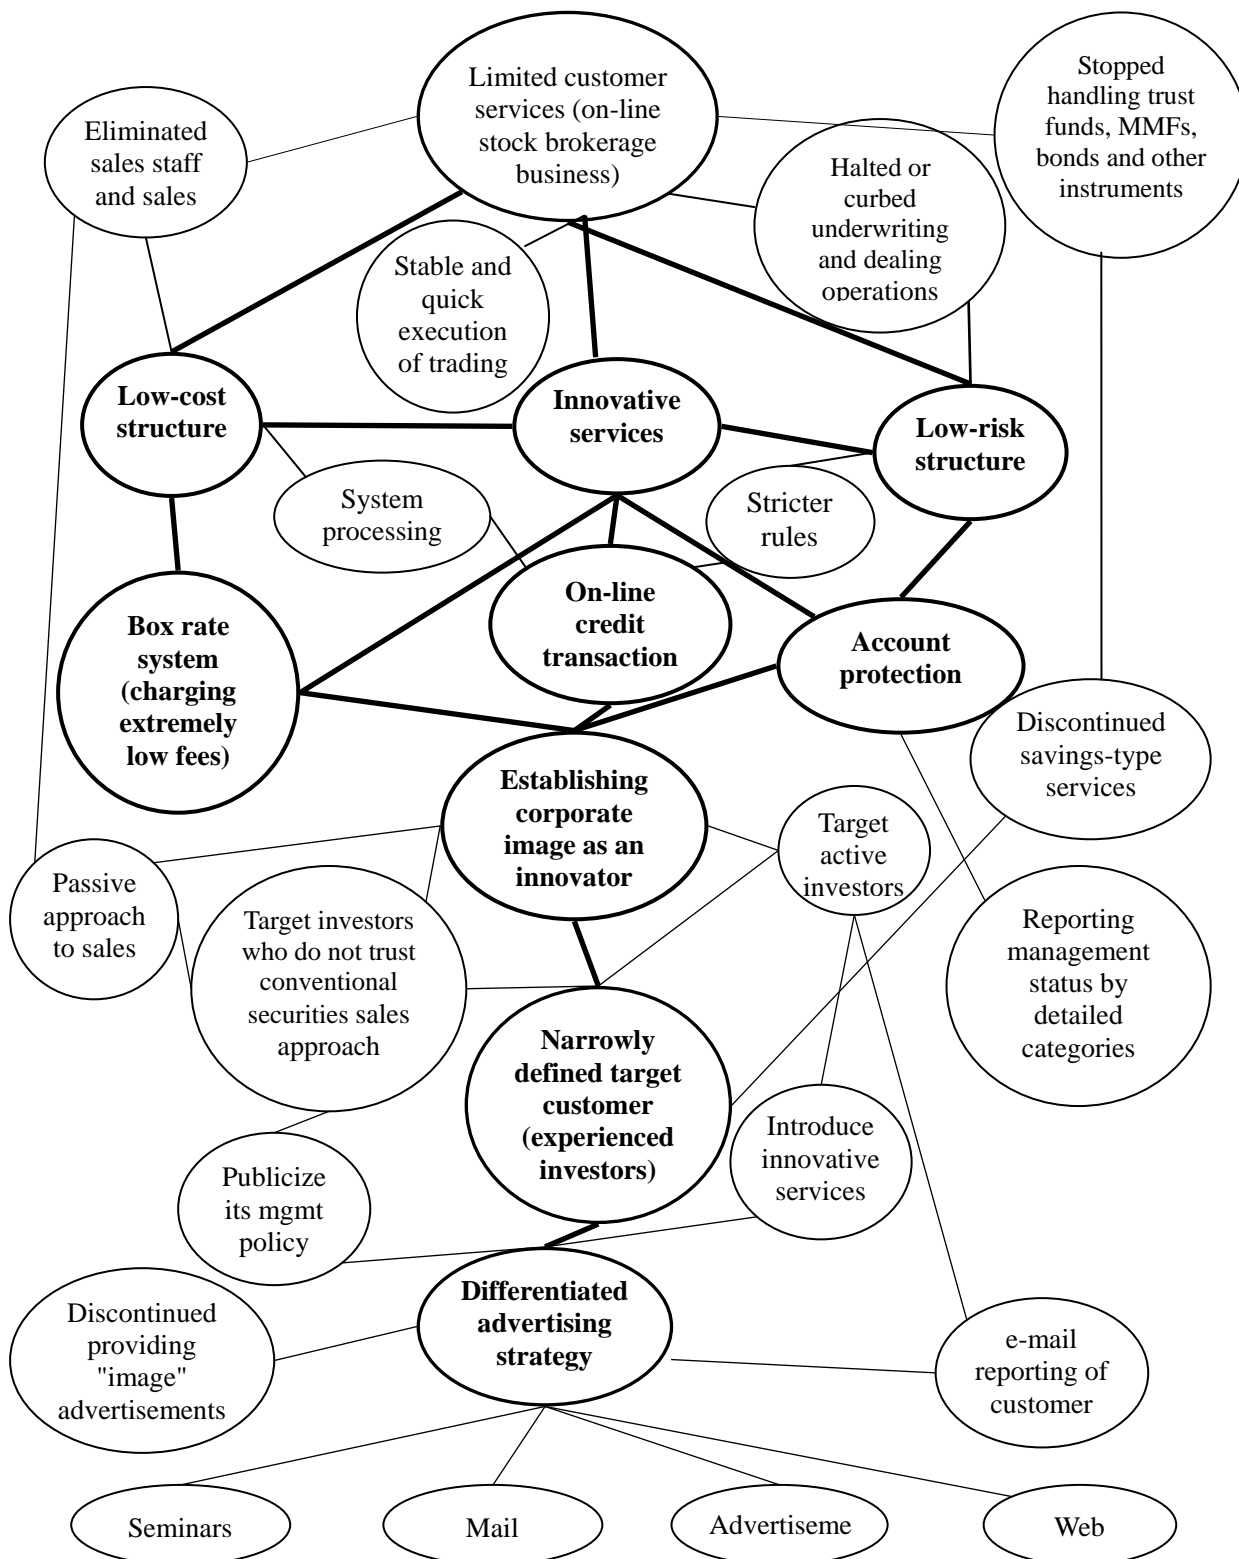 Limited customer
services (on-line
stock brokerage
business)
Stopped
handling trust
funds, MMFs,
bonds and other
instruments
Eliminated
sales staff
and sales
Halted or
curbed
underwriting
and dealing
operations
Stable and
quick
execution
of trading
Low-cost
structure
Innovative
services
Low-risk
structure
System
processing
Stricter
rules
Box rate
system
(charging
extremely
low fees)
On-line
credit
transaction
Account
protection
Discontinued
savings-type
services
Establishing
corporate
image as an
innovator
Target
active
investors
Passive
approach
to sales
Target investors
who do not trust
conventional
securities sales
approach
Reporting
management
status by
detailed
categories
Narrowly
defined target
customer
(experienced
investors)
Introduce
innovative
services
Publicize
its mgmt
policy
Differentiated
advertising
strategy
Discontinued
providing
"image"
advertisements
e-mail
reporting of
customer
Seminars
Mail
Advertiseme
Web